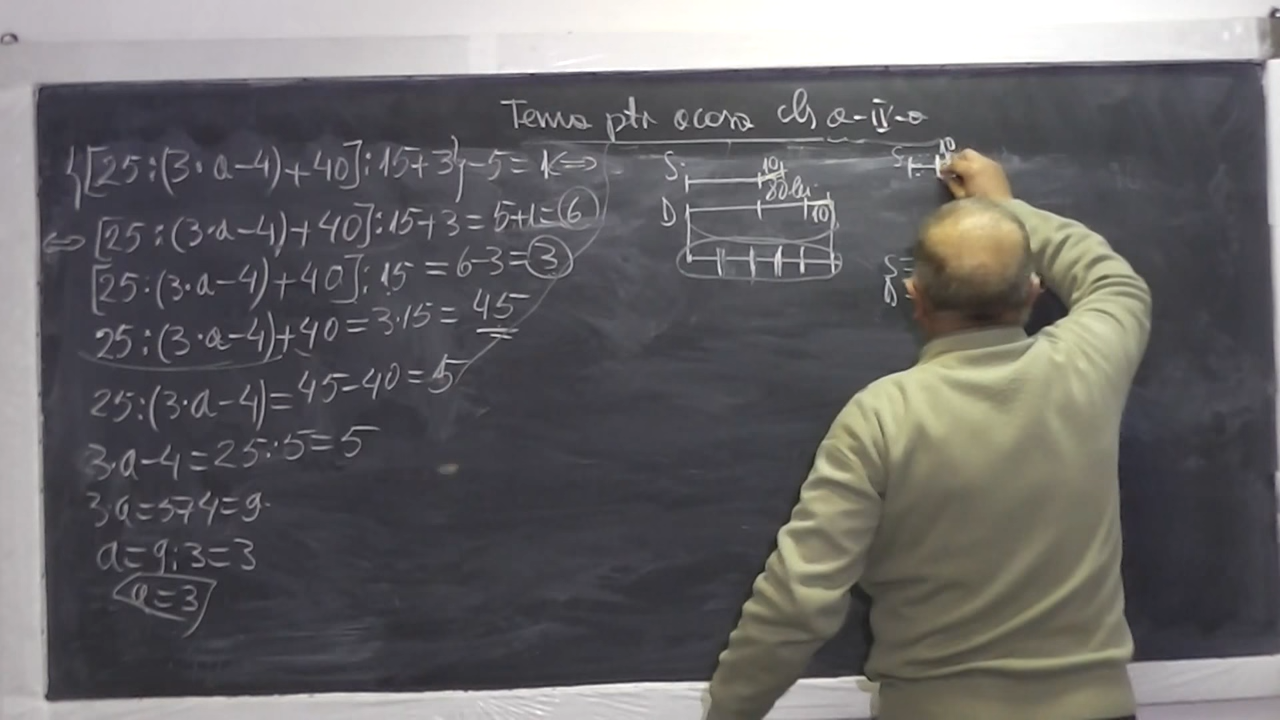 Tema ptr acasa cls a-IV-a
{[25:(3·a-4)+40]:15+3}-5=1<=>
<=> [25:(3·a-4)+40]:15+3=5+1=6
[25:(3·a-4)+40]:15=6-3=3
25:(3·a-4)+40=3·15=45
25:(3·a-4)=45-40=5
3·a-4=25:5=5
3·a=5+4=9
a=9:3=3
a=3
S 10
80 lei
D 10
S 10
S=
D=